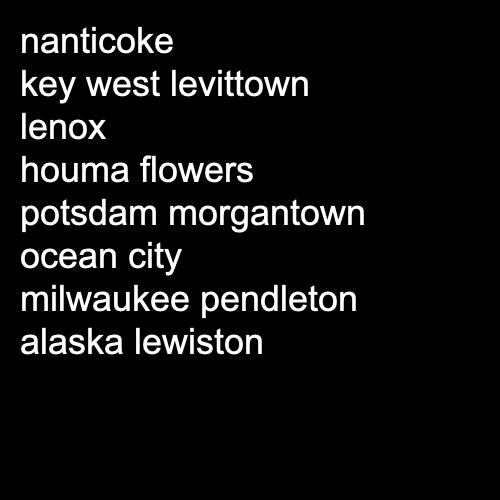 nanticoke
key west levittown
lenox
houma flowers
potsdam morgantown
ocean city
milwaukee pendleton
alaska lewiston